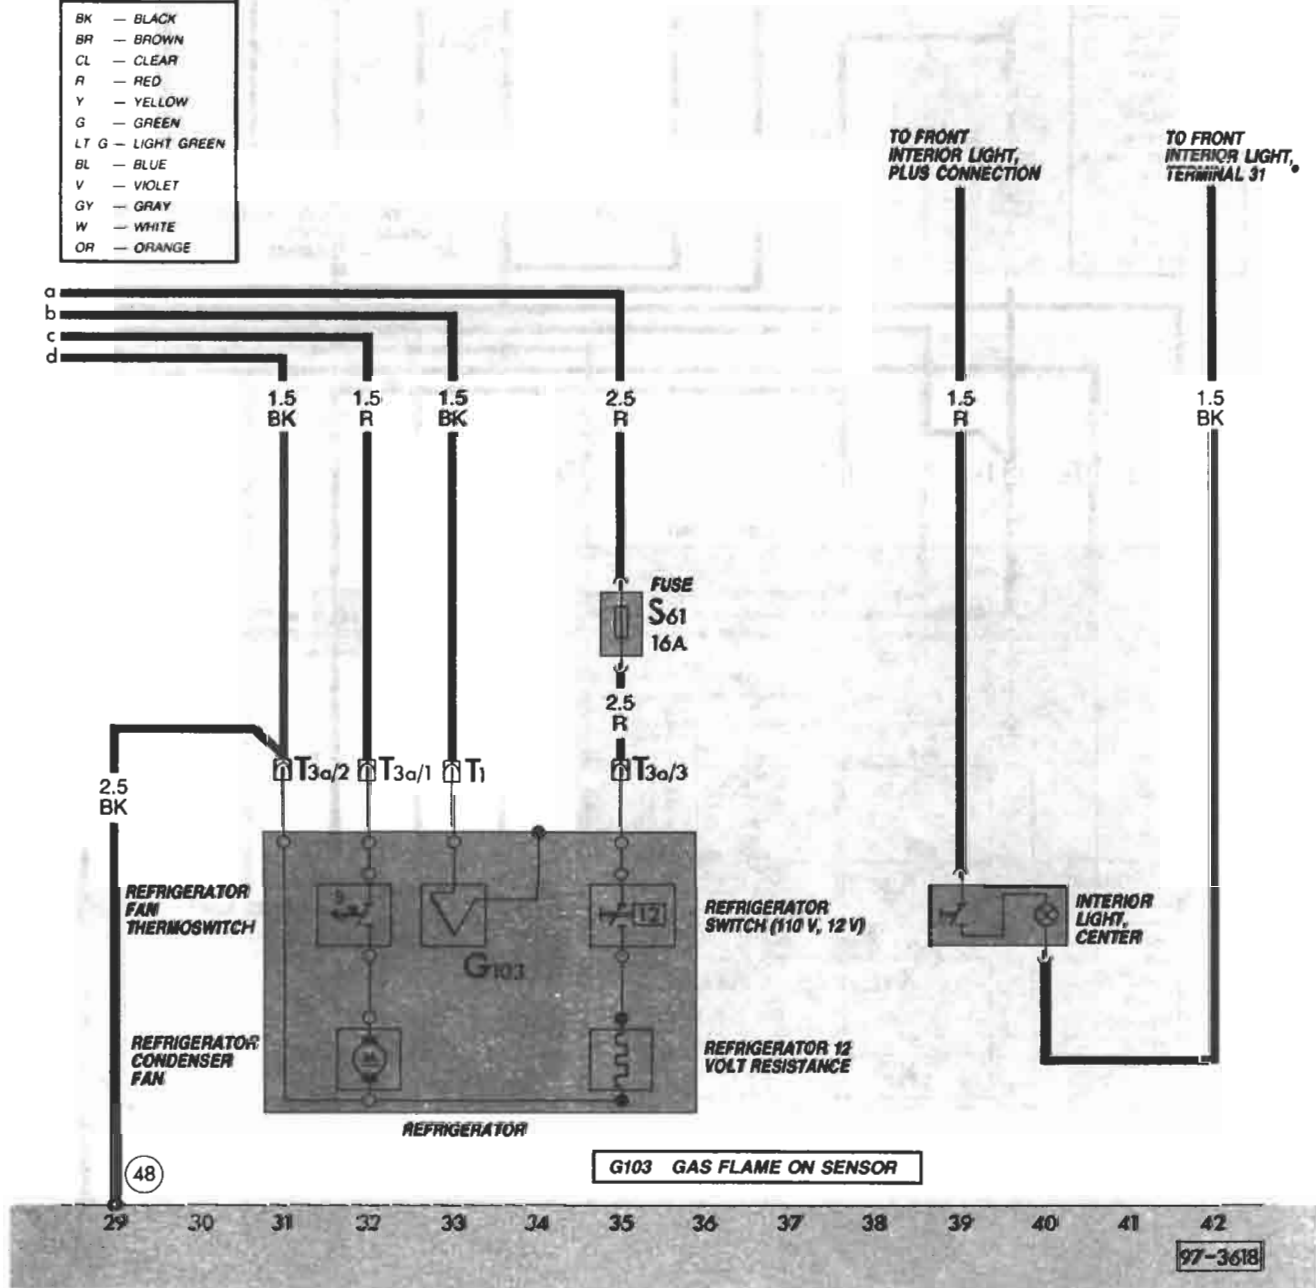 BK — BLACK
BR — BROWN
CL — CLEAR
R — RED
Y — YELLOW
G — GREEN
LT G — LIGHT GREEN
BL — BLUE
V — VIOLET
GY — GRAY
W — WHITE
OR — ORANGE
TO FRONT
INTERIOR LIGHT,
PLUS CONNECTION
TO FRONT
INTERIOR LIGHT,
TERMINAL 31
a
b
c
d
1.5
BK
1.5
R
1.5
BK
2.5
R
1.5
R
1.5
BK
FUSE
S61
16A
2.5
R
T3a/2
T3a/1
T1
T3a/3
2.5
BK
REFRIGERATOR
FAN
THERMOSWITCH
G103
12
REFRIGERATOR
SWITCH (110 V, 12 V)
INTERIOR
LIGHT,
CENTER
REFRIGERATOR
CONDENSER
FAN
M
REFRIGERATOR 12
VOLT RESISTANCE
REFRIGERATOR
G103 GAS FLAME ON SENSOR
48
29 30 31 32 33 34 35 36 37 38 39 40 41 42
97-3618